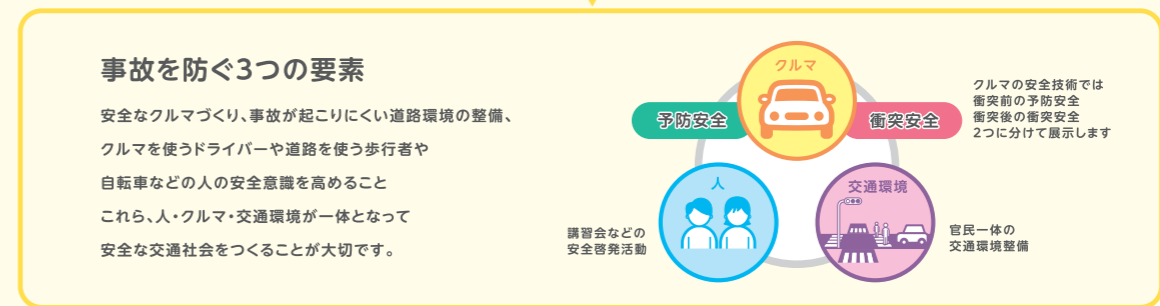 事故を防ぐ3つの要素
安全なクルマづくり、事故が起こりにくい道路環境の整備、
クルマを使うドライバーや道路を使う歩行者や
自転車などの人の安全意識を高めること
これら、人・クルマ・交通環境が一体となって
安全な交通社会をつくることが大切です。
クルマ
予防安全
衝突安全
クルマの安全技術では
衝突前の予防安全
衝突後の衝突安全
2つに分けて展示します
人
講習会などの
安全啓発活動
交通環境
官民一体の
交通環境整備